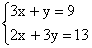 3x + y = 9
2x + 3y = 13